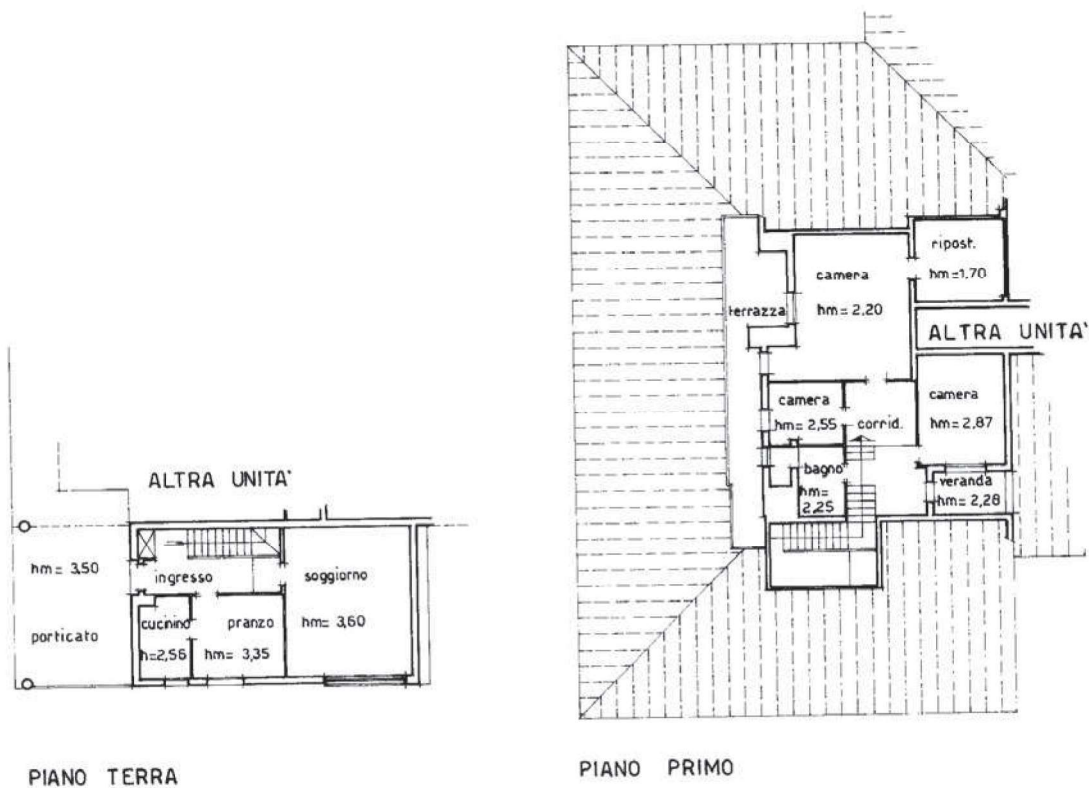 ALTRA UNITA'
hm= 3,50
ingresso
soggiorno
porticato
cucinino
pranzo
hm= 3,60
h=2,56
hm= 3,35
PIANO TERRA
ripost.
hm=1,70
camera
hm= 2,20
terrazza
ALTRA UNITA'
camera
hm= 2,55
corrid.
camera
hm= 2,87
bagno
hm=
2,25
veranda
hm= 2,28
PIANO PRIMO